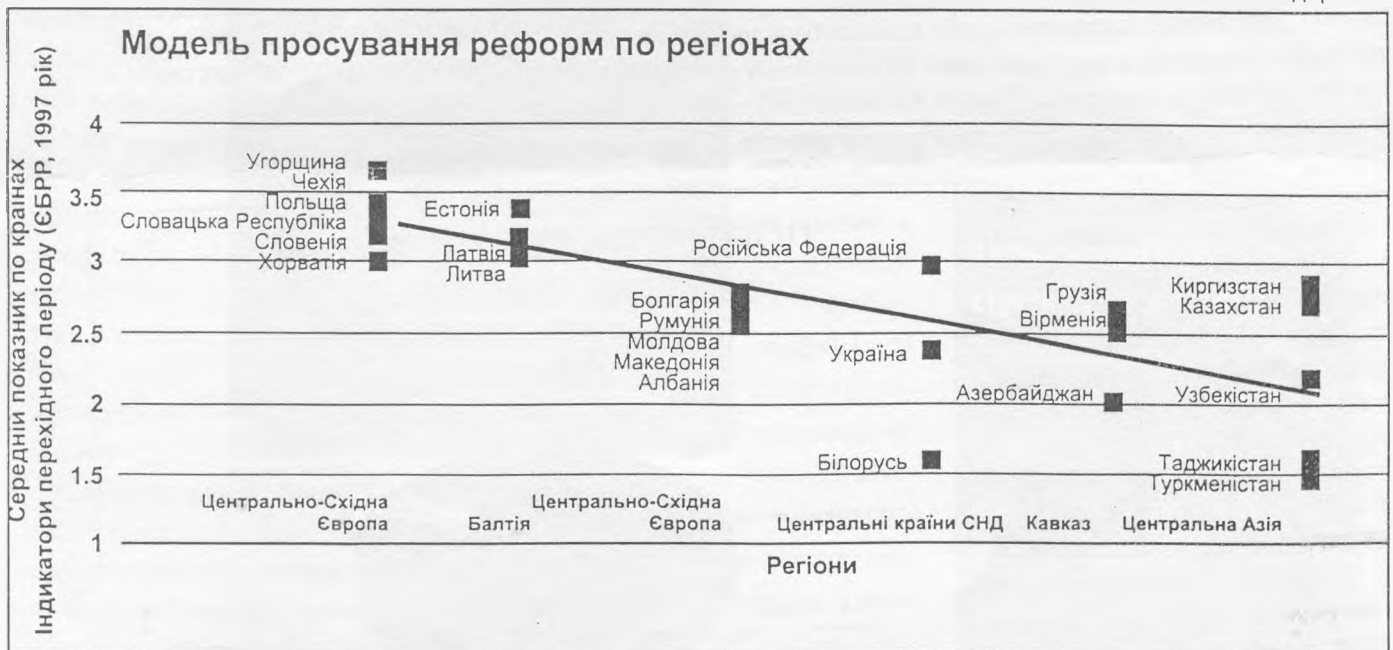 Модель просування реформ по регіонах
Середній показник по кранах
Індикатори перехідного періоду (ЄБРР, 1997 рік)
4
3.5
3
2.5
2
1.5
1
Угорщина
Чехія
Польща
Словацька Республіка
Словенія
Хорватія
Естонія
Латвія
Литва
Болгарія
Румунія
Молдова
Македонія
Албанія
Російська Федерація
Україна
Білорусь
Грузія
Вірменія
Азербайджан
Киргизстан
Казахстан
Узбекістан
Таджикістан
Туркменістан
Центрально-Східна
Європа
Балтія
Центрально-Східна
Європа
Центральні країни СНД
Кавказ
Центральна Азія
Регіони